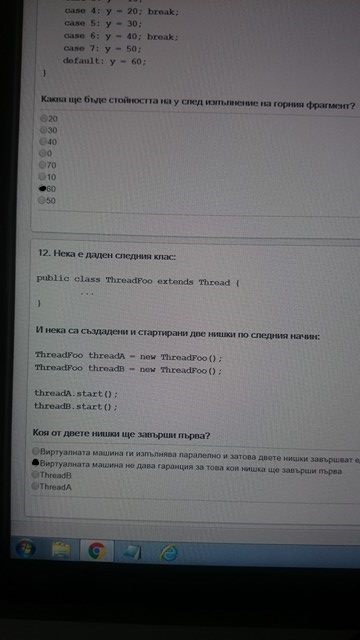 case 4: y = 20; break;
case 5: y = 30;
case 6: y = 40; break;
case 7: y = 50;
default: y = 60;
}
Каква ще бъде стойността на y след изпълнение на горния фрагмент?
20
30
40
0
70
10
60
50
12. Нека е даден следния клас:
public class ThreadFoo extends Thread {
...
}
И нека са създадени и стартирани две нишки по следния начин:
ThreadFoo threadA = new ThreadFoo();
ThreadFoo threadB = new ThreadFoo();
threadA.start();
threadB.start();
Коя от двете нишки ще завърши първа?
Виртуалната машина ги изпълнява паралелно и затова двете нишки завършват
Виртуалната машина не дава гаранция за това коя нишка ще завърши първа
ThreadB
ThreadA